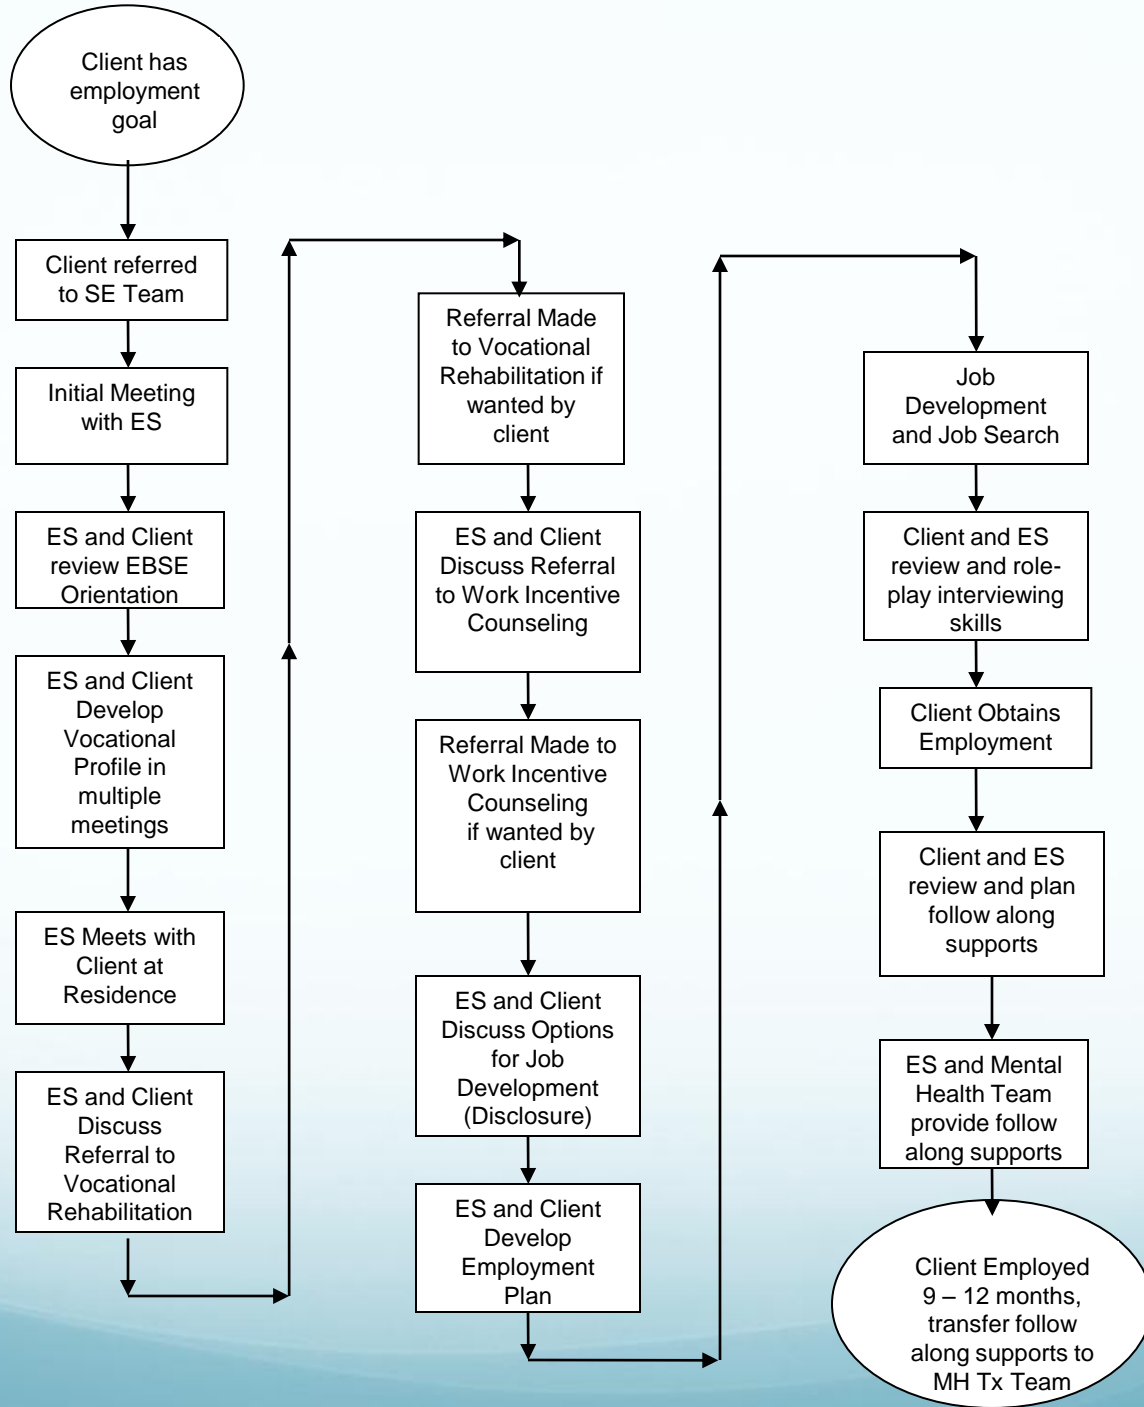 Client has
employment
goal
Client referred
to SE Team
Initial Meeting
with ES
ES and Client
review EBSE
Orientation
ES and Client
Develop
Vocational
Profile in
multiple
meetings
ES Meets with
Client at
Residence
ES and Client
Discuss
Referral to
Vocational
Rehabilitation
Referral Made
to Vocational
Rehabilitation if
wanted by
client
ES and Client
Discuss Referral
to Work Incentive
Counseling
Referral Made to
Work Incentive
Counseling
if wanted by
client
ES and Client
Discuss Options
for Job
Development
(Disclosure)
ES and Client
Develop
Employment
Plan
Job
Development
and Job Search
Client and ES
review and role-
play interviewing
skills
Client Obtains
Employment
Client and ES
review and plan
follow along
supports
ES and Mental
Health Team
provide follow
along supports
Client Employed
9 – 12 months,
transfer follow
along supports to
MH Tx Team